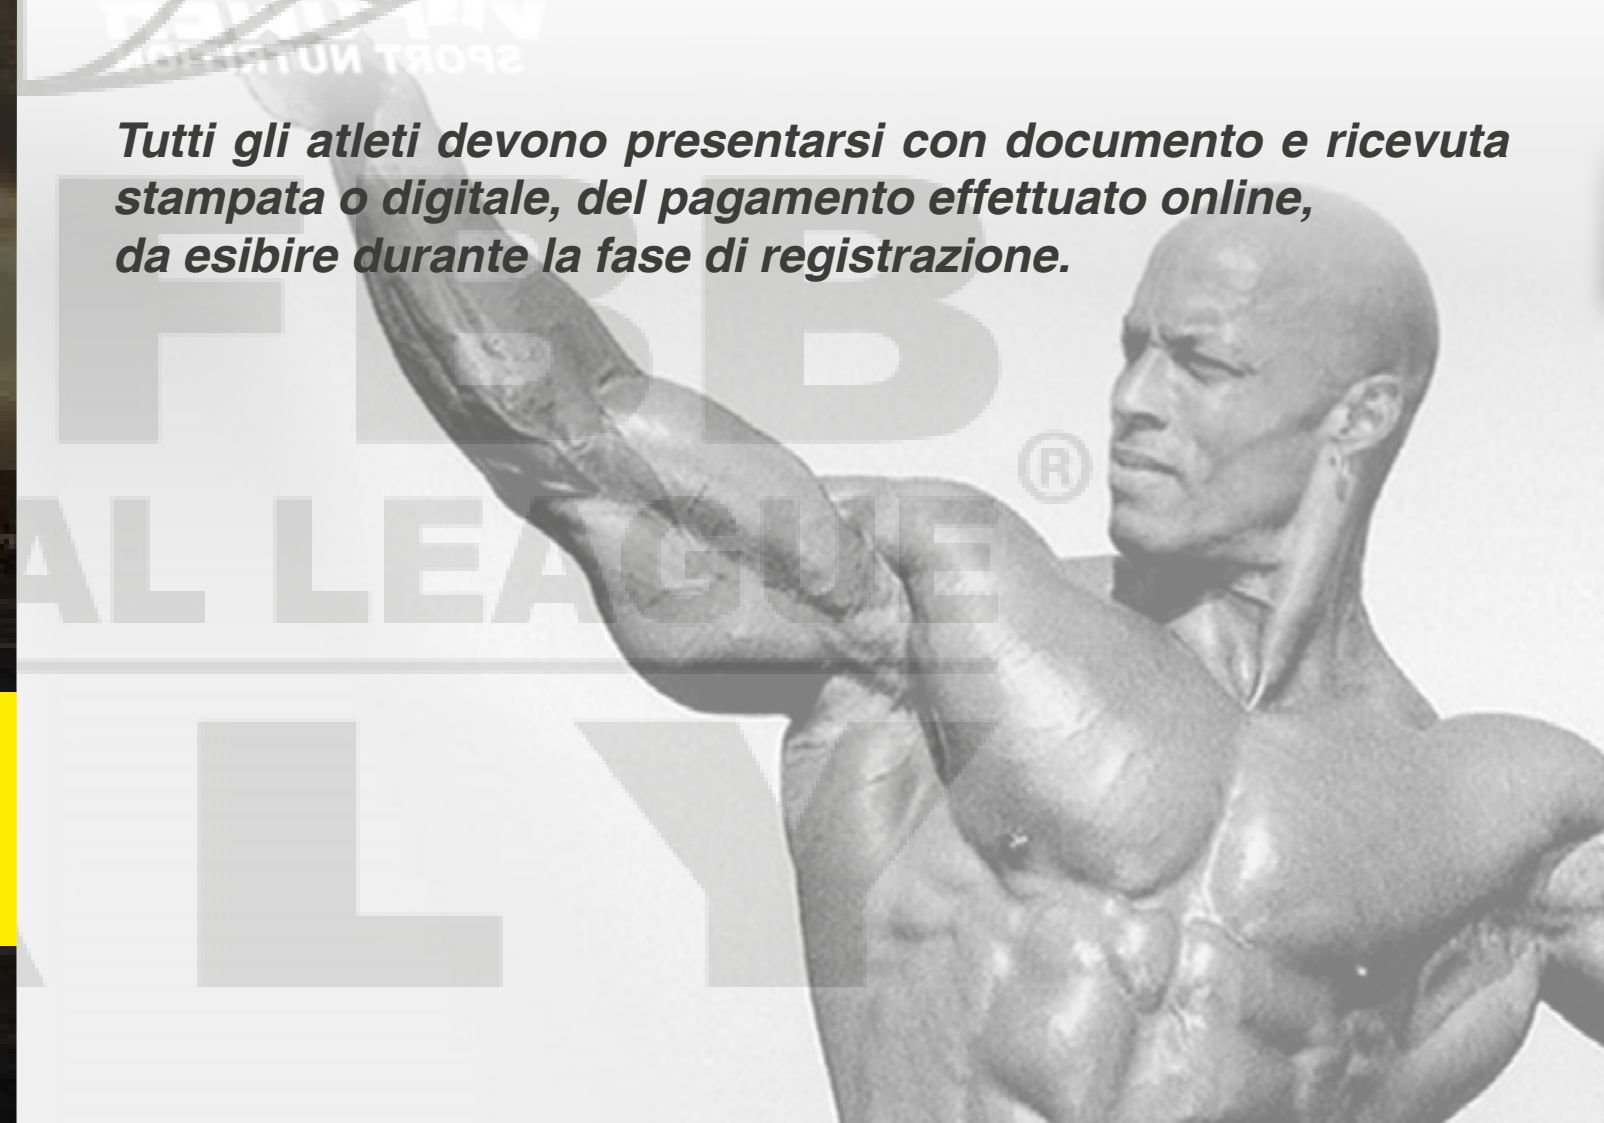 SPORT NUTRITION
Tutti gli atleti devono presentarsi con documento e ricevuta
stampata o digitale, del pagamento effettuato online,
da esibire durante la fase di registrazione.
FBB
®
AL LEAGUE
LY